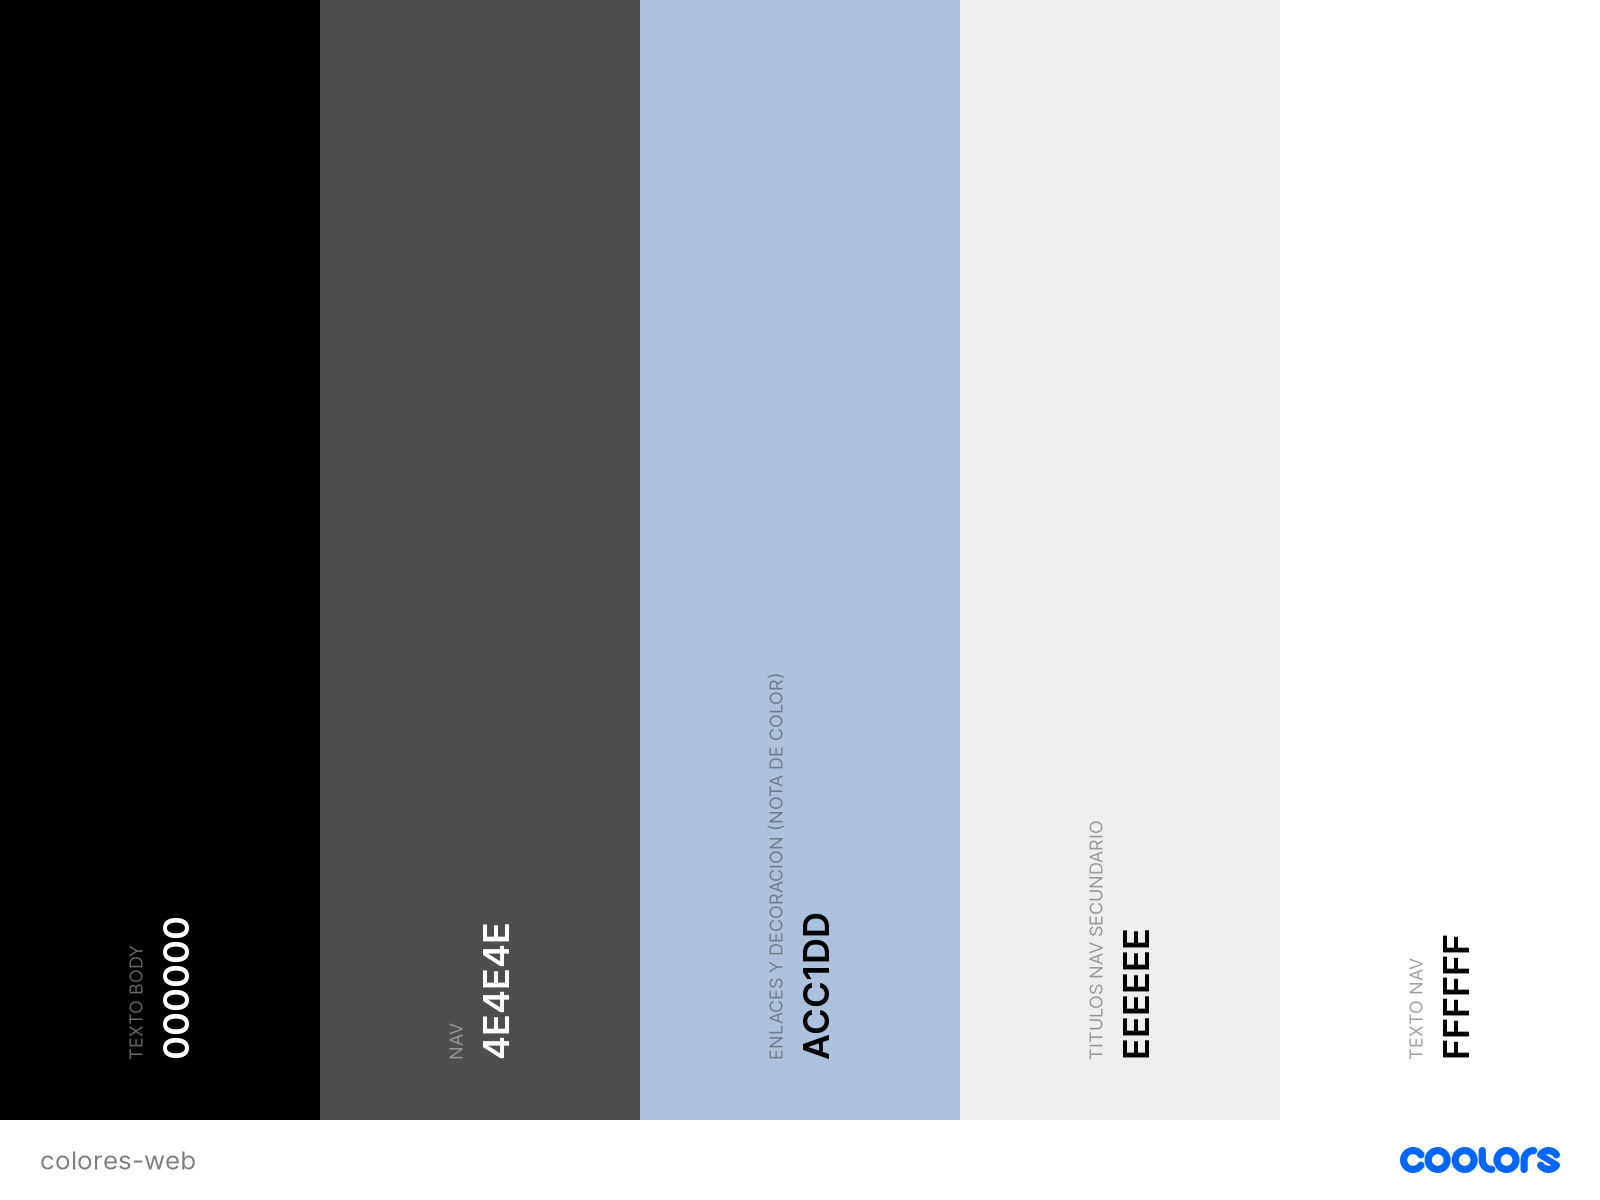 TEXTO BODY
000000
NAV
4E4E4E
ENLACES Y DECORACION (NOTA DE COLOR)
ACC1DD
TITULOS NAV SECUNDARIO
EEEEEE
TEXTO NAV
FFFFFF
colores-web
coolors